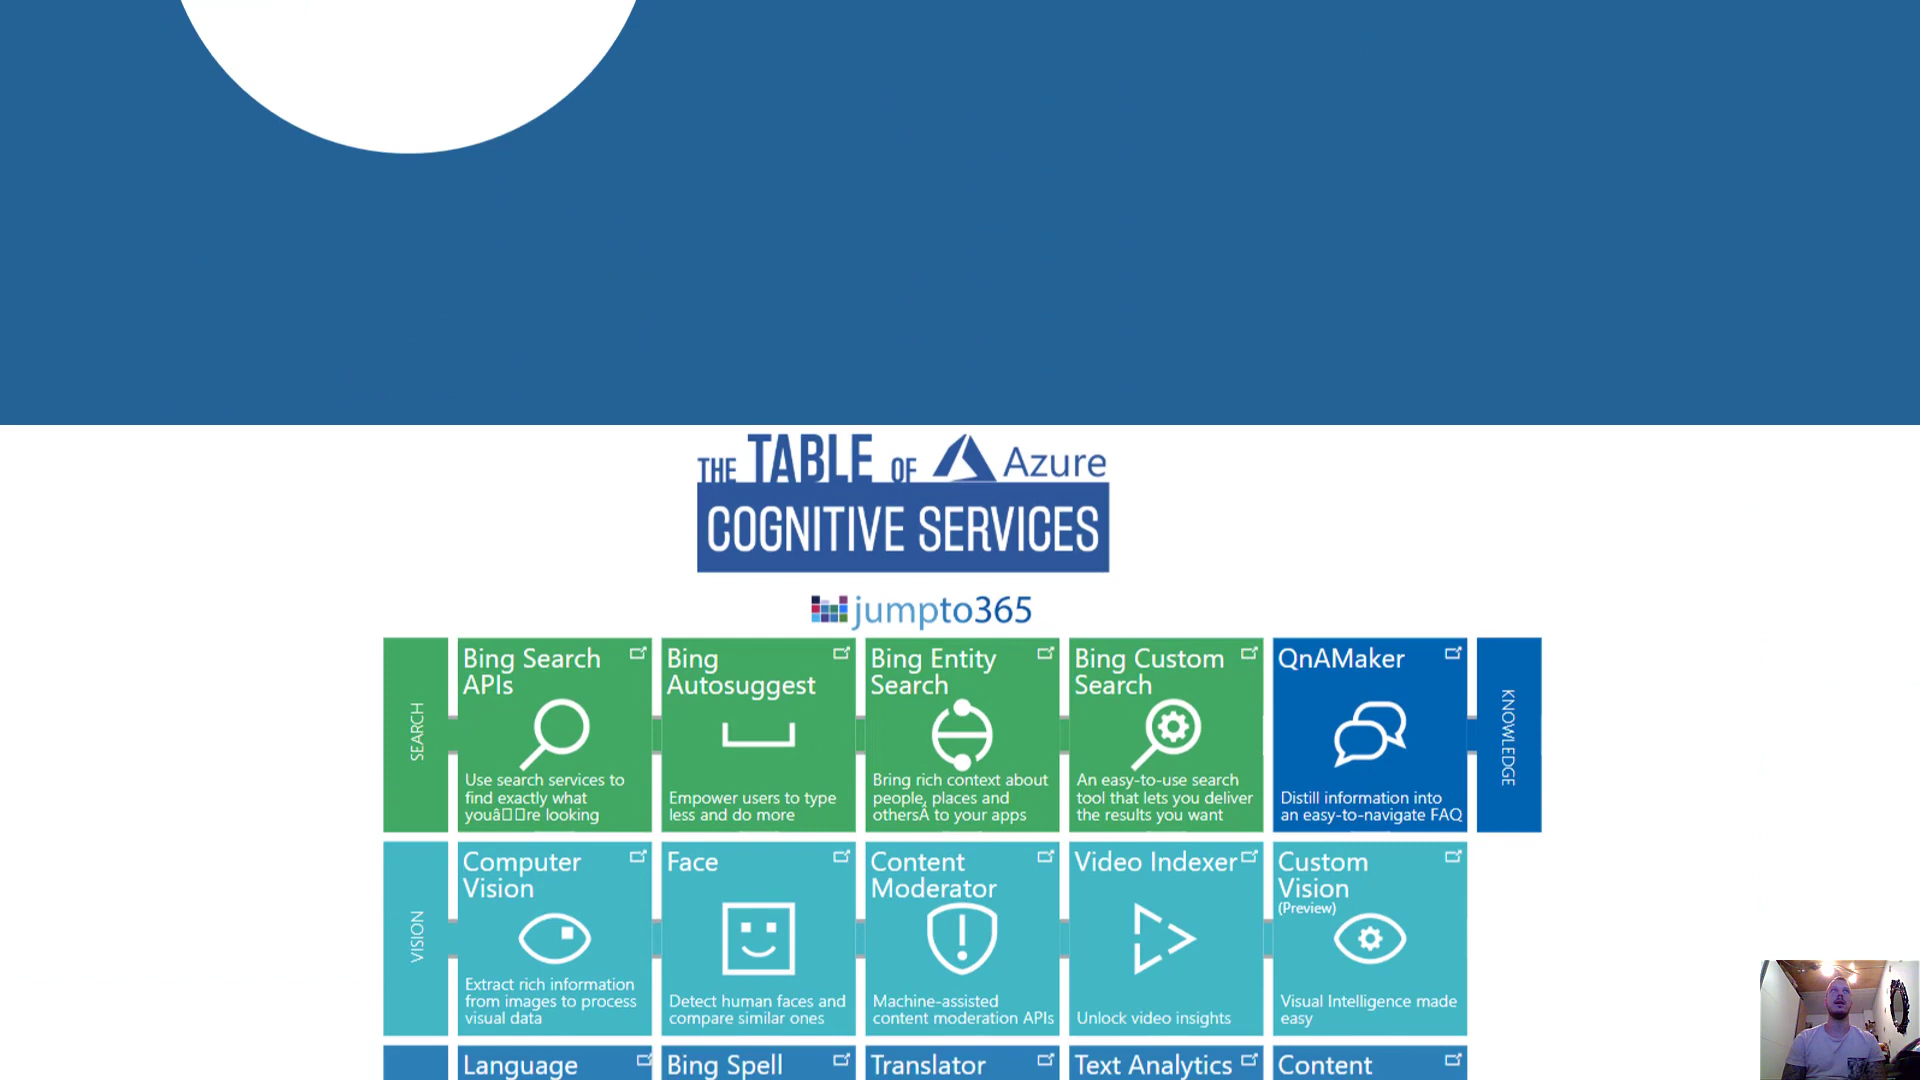 THE TABLE OF Azure
COGNITIVE SERVICES
jumpto365
SEARCH
Bing Search
APIs
Use search services to
find exactly what
youâ□□re looking
Bing
Autosuggest
Empower users to type
less and do more
Bing Entity
Search
Bring rich context about
people, places and
othersÂ to your apps
Bing Custom
Search
An easy-to-use search
tool that lets you deliver
the results you want
QnAMaker
Distill information into
an easy-to-navigate FAQ
KNOWLEDGE
VISION
Computer
Vision
Extract rich information
from images to process
visual data
Face
Detect human faces and
compare similar ones
Content
Moderator
Machine-assisted
content moderation APIs
Video Indexer
Unlock video insights
Custom
Vision
(Preview)
Visual Intelligence made
easy
Language
Bing Spell
Translator
Text Analytics
Content